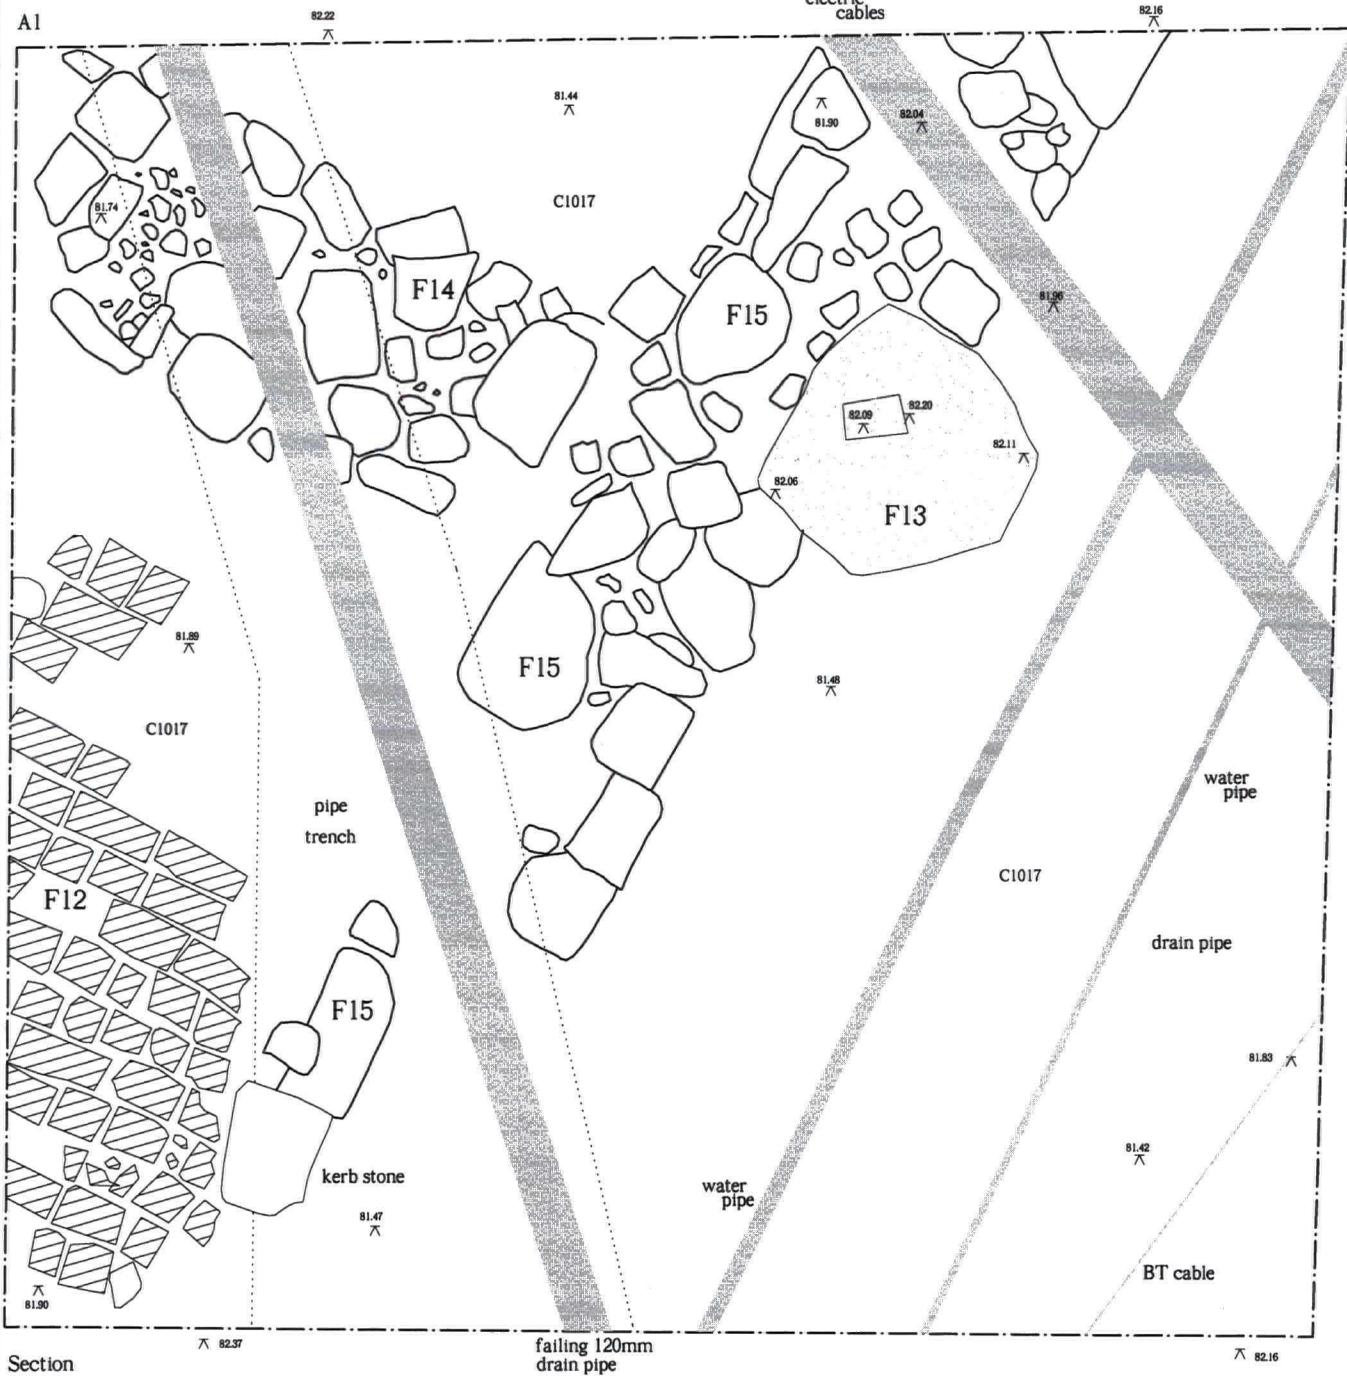 electric
cables
A1
82.22
82.16
81.44
81.90
82.04
C1017
81.74
F14
81.96
F15
82.09
82.20
82.11
82.06
F13
81.89
F15
81.48
C1017
water
pipe
pipe
trench
C1017
F12
drain pipe
F15
81.83
81.42
kerb stone
water
pipe
81.47
BT cable
81.90
82.37
failing 120mm
drain pipe
82.16
Section